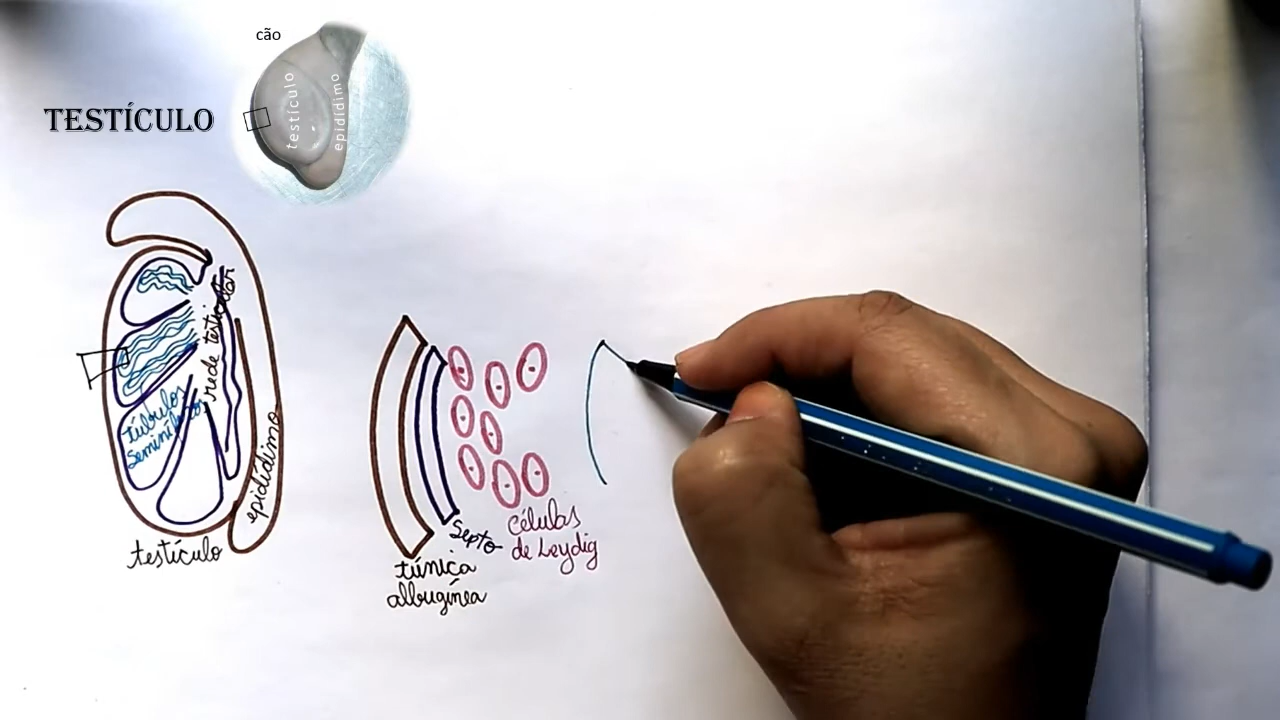 cão
TESTÍCULO
testículo
epidídimo
rede testicular
túbulos
seminíferos
epidídimo
testículo
Septo
túnica
albugínea
células
de Leydig